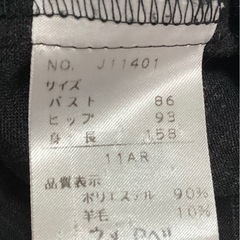 NO. J11401
サイズ
バスト 86
ヒップ 93
身長 158
11AR
品質表示
ポリエステル 90%
羊毛 10%